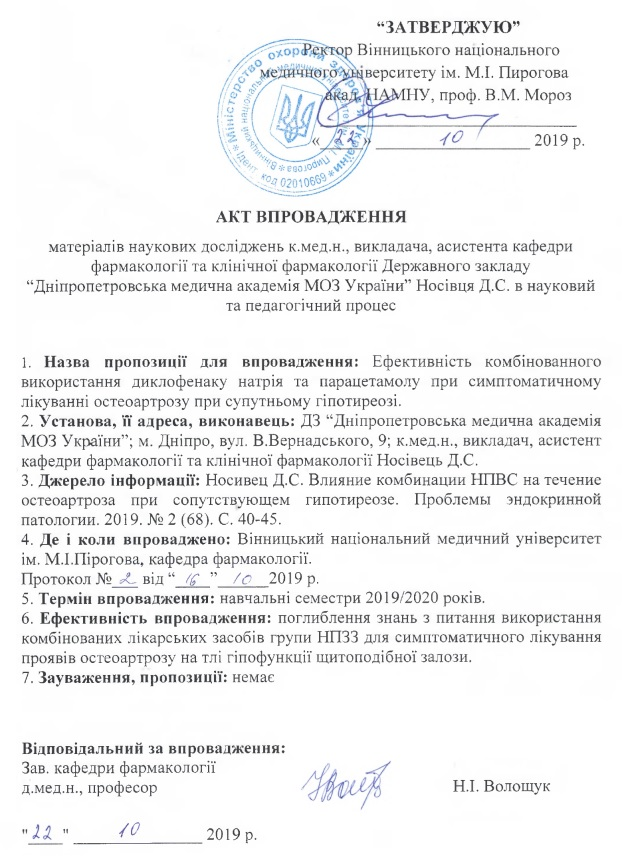 “ЗАТВЕРДЖУЮ”
Ректор Вінницького національного
медичного університету ім. М.І. Пирогова
акад. НАМНУ, проф. В.М. Мороз
Міністерство охорони здоров'я України
* Ідент. код 02010669 *
« 22 » 10 2019 р.
АКТ ВПРОВАДЖЕННЯ
матеріалів наукових досліджень к.мед.н., викладача, асистента кафедри
фармакології та клінічної фармакології Державного закладу
“Дніпропетровська медична академія МОЗ України” Носівця Д.С. в науковий
та педагогічний процес
1. Назва пропозиції для впровадження: Ефективність комбінованного
використання диклофенаку натрія та парацетамолу при симптоматичному
лікуванні остеоартрозу при супутньому гіпотиреозі.
2. Установа, її адреса, виконавець: ДЗ “Дніпропетровська медична академія
МОЗ України”; м. Дніпро, вул. В.Вернадського, 9; к.мед.н., викладач, асистент
кафедри фармакології та клінічної фармакології Носівець Д.С.
3. Джерело інформації: Носивец Д.С. Влияние комбинации НПВС на течение
остеоартроза при сопутствующем гипотиреозе. Проблемы эндокринной
патологии. 2019. № 2 (68). С. 40-45.
4. Де і коли впроваджено: Вінницький національний медичний університет
ім. М.І.Пірогова, кафедра фармакології.
Протокол № 2 від “ 16 ” 10 2019 р.
5. Термін впровадження: навчальні семестри 2019/2020 років.
6. Ефективність впровадження: поглиблення знань з питання використання
комбінованих лікарських засобів групи НПЗЗ для симптоматичного лікування
проявів остеоартрозу на тлі гіпофункції щитоподібної залози.
7. Зауваження, пропозиції: немає
Відповідальний за впровадження:
Зав. кафедри фармакології
д.мед.н., професор Н.І. Волощук
"22" 10 2019 р.